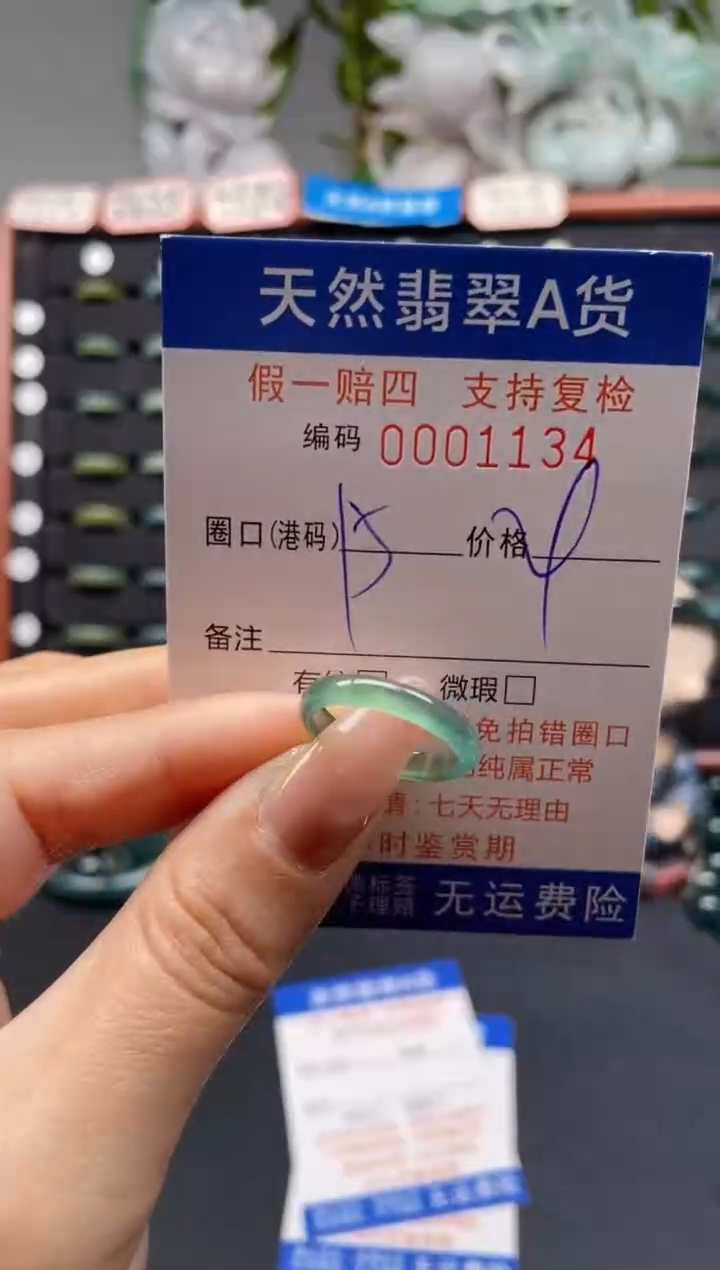 天然翡翠A货
假一赔四 支持复检
编码 0001134
圈口(港码) 价格
备注
有 微瑕
免拍错圈口
纯属正常
七天无理由
时鉴赏期
无运费险